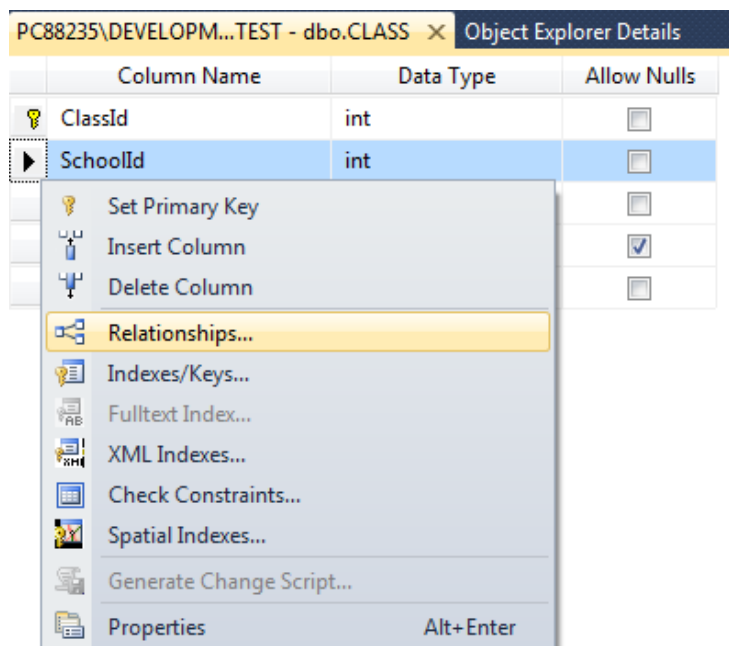 PC88235\DEVELOPM...TEST - dbo.CLASS Object Explorer Details
Column Name Data Type Allow Nulls
ClassId int
SchoolId int
Set Primary Key
Insert Column
Delete Column
Relationships...
Indexes/Keys...
Fulltext Index...
XML Indexes...
Check Constraints...
Spatial Indexes...
Generate Change Script...
Properties Alt+Enter